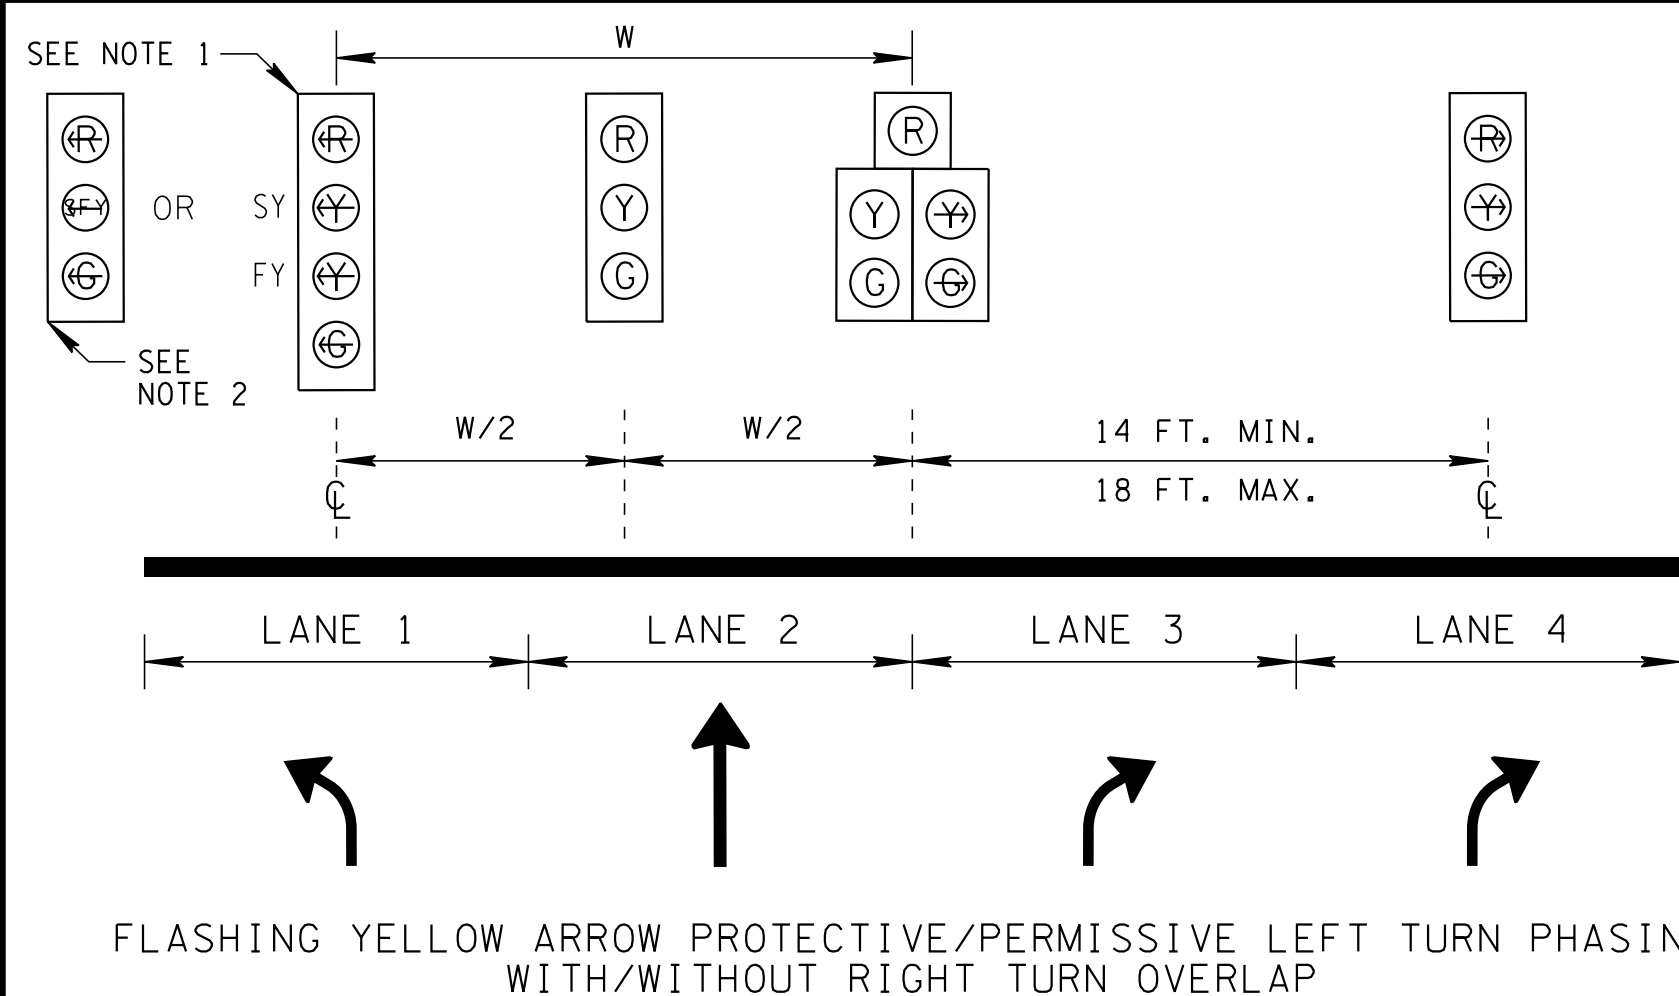 W
SEE NOTE 1
R R R R R
SFY OR SY Y Y Y Y Y
G FY Y G G G G
G
SEE
NOTE 2
W/2 W/2 14 FT. MIN.
CL 18 FT. MAX. CL
LANE 1 LANE 2 LANE 3 LANE 4
FLASHING YELLOW ARROW PROTECTIVE/PERMISSIVE LEFT TURN PHASIN
WITH/WITHOUT RIGHT TURN OVERLAP